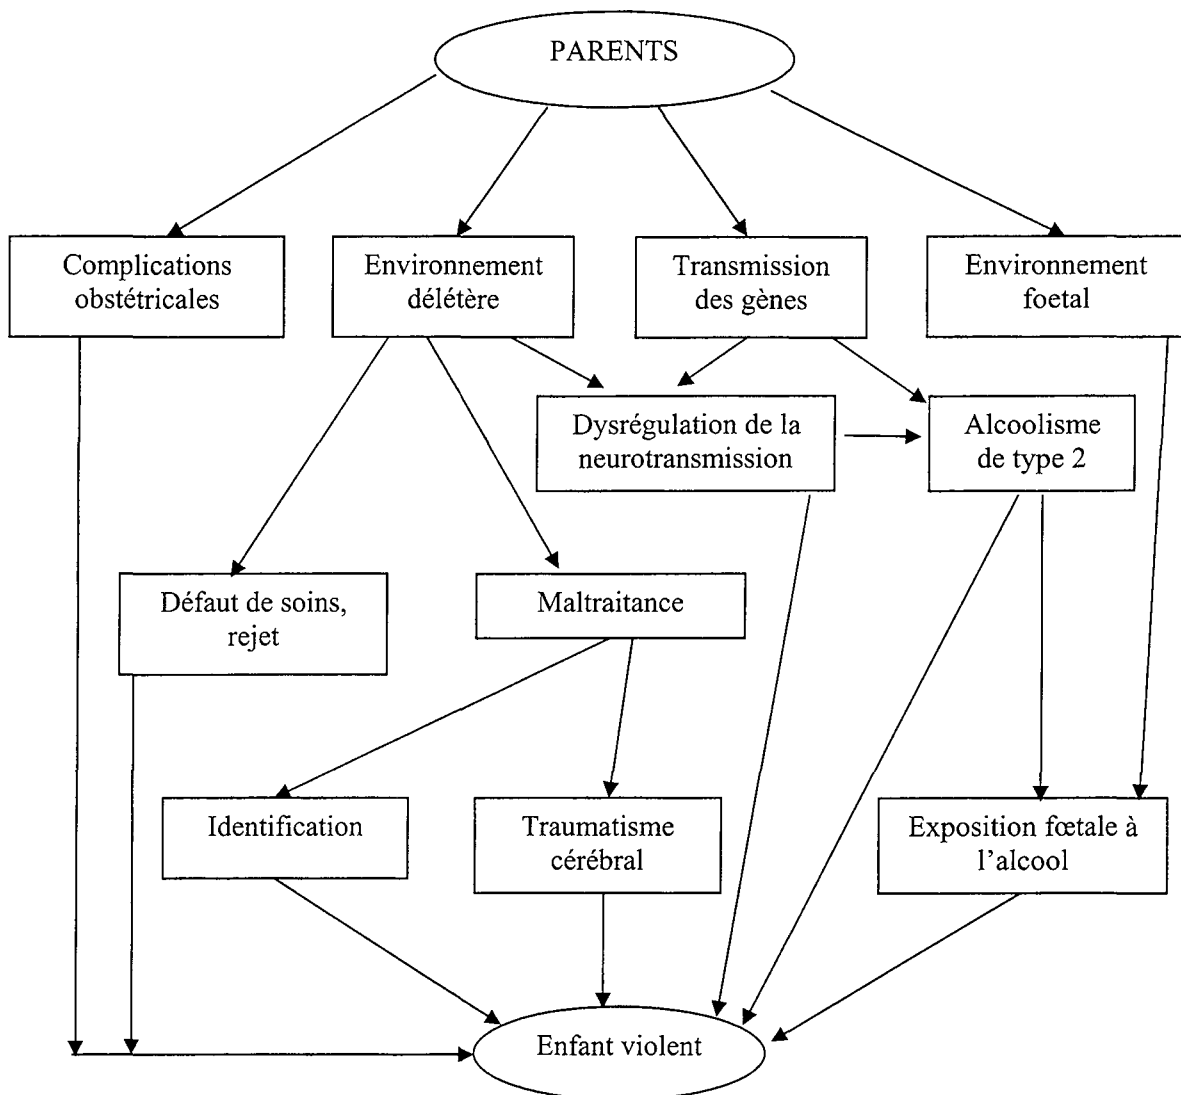 PARENTS
Complications
obstétricales
Environnement
délétère
Transmission
des gènes
Environnement
foetal
Dysrégulation de la
neurotransmission
Alcoolisme
de type 2
Défaut de soins,
rejet
Maltraitance
Identification
Traumatisme
cérébral
Exposition fœtale à
l’alcool
Enfant violent